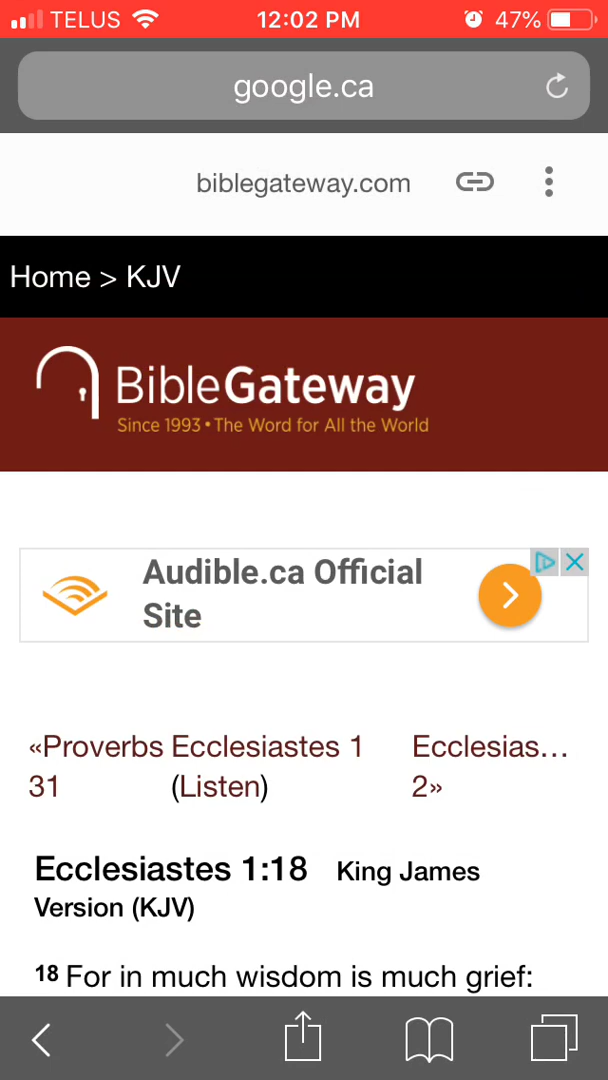 TELUS 12:02 PM 47%
google.ca
biblegateway.com
Home > KJV
BibleGateway
Since 1993 • The Word for All the World
Audible.ca Official
Site
«Proverbs Ecclesiastes 1 Ecclesias…
31 (Listen) 2»
Ecclesiastes 1:18 King James
Version (KJV)
18 For in much wisdom is much grief: